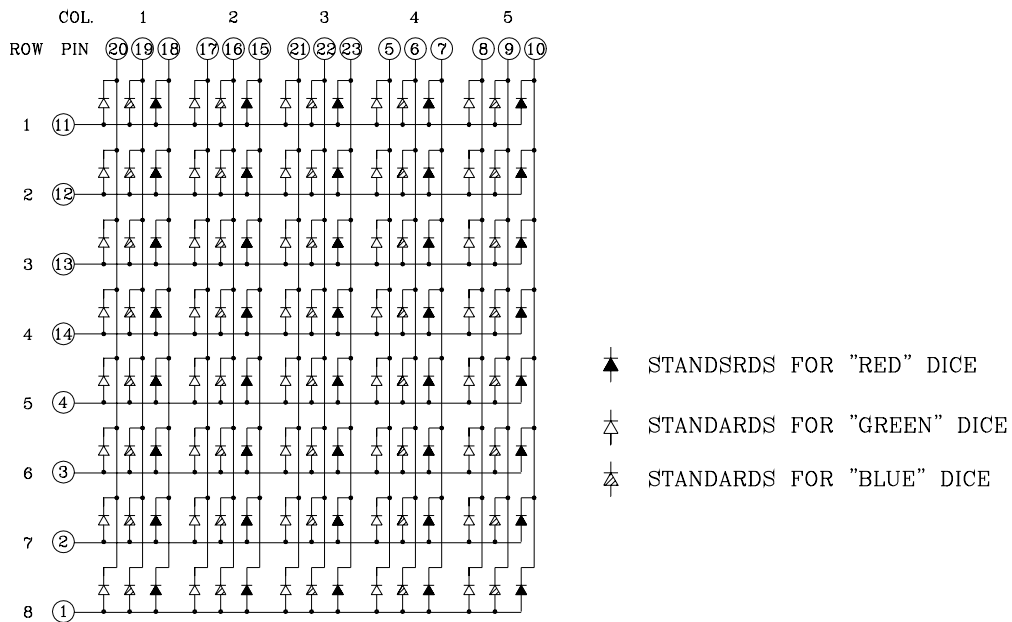 COL. 1 2 3 4 5
ROW PIN 20 19 18 17 16 15 21 22 23 5 6 7 8 9 10
1 11
2 12
3 13
4 14
STANDSRDS FOR "RED" DICE
5 4
STANDARDS FOR "GREEN" DICE
6 3
STANDARDS FOR "BLUE" DICE
7 2
8 1